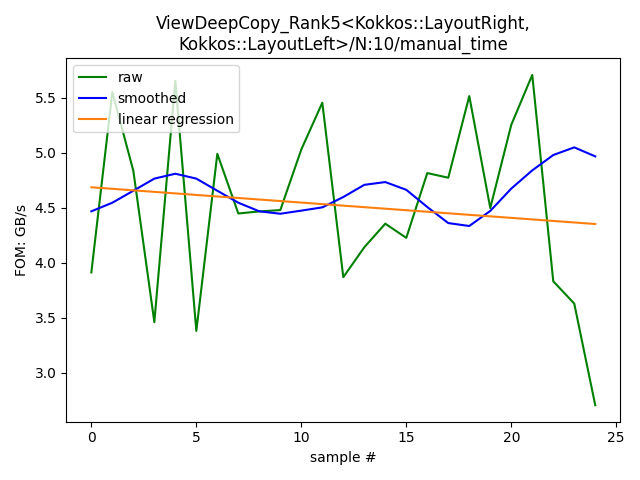 ViewDeepCopy_Rank5<Kokkos::LayoutRight,
Kokkos::LayoutLeft>/N:10/manual_time
raw
smoothed
linear regression
FOM: GB/s
5.5
5.0
4.5
4.0
3.5
3.0
0 5 10 15 20 25
sample #